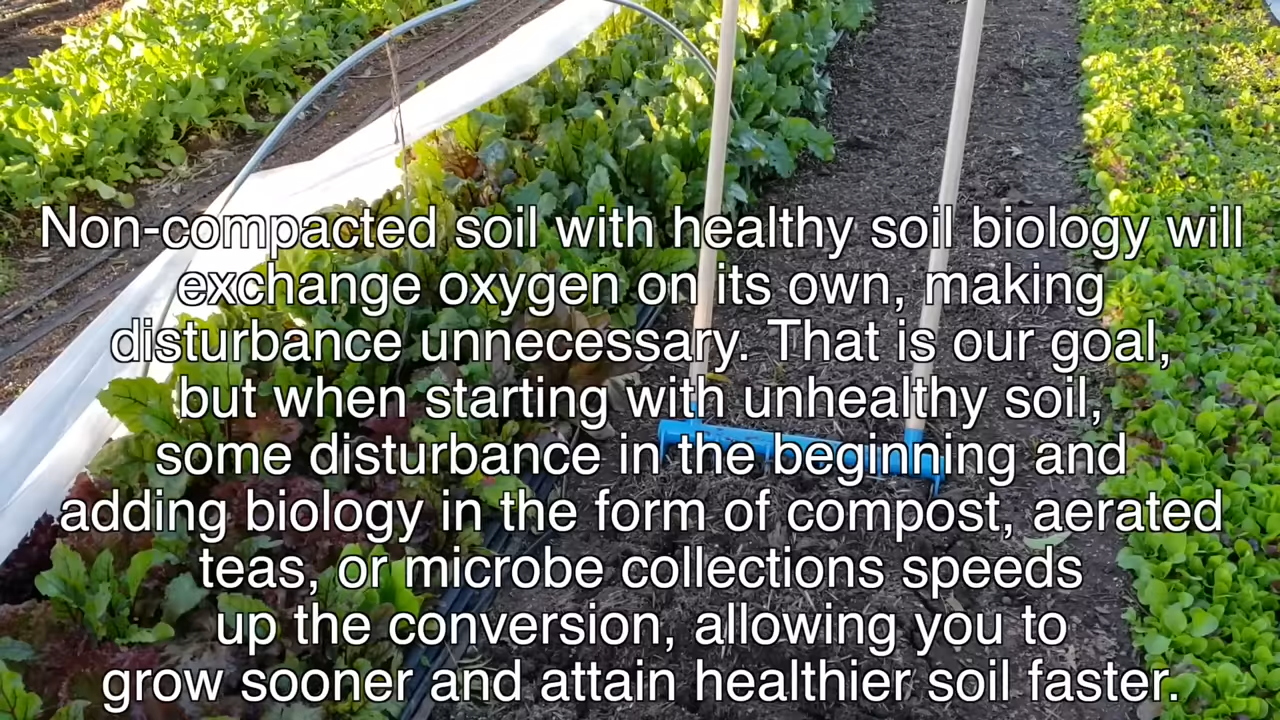 Non-compacted soil with healthy soil biology will
exchange oxygen on its own, making
disturbance unnecessary. That is our goal,
but when starting with unhealthy soil,
some disturbance in the beginning and
adding biology in the form of compost, aerated
teas, or microbe collections speeds
up the conversion, allowing you to
grow sooner and attain healthier soil faster.